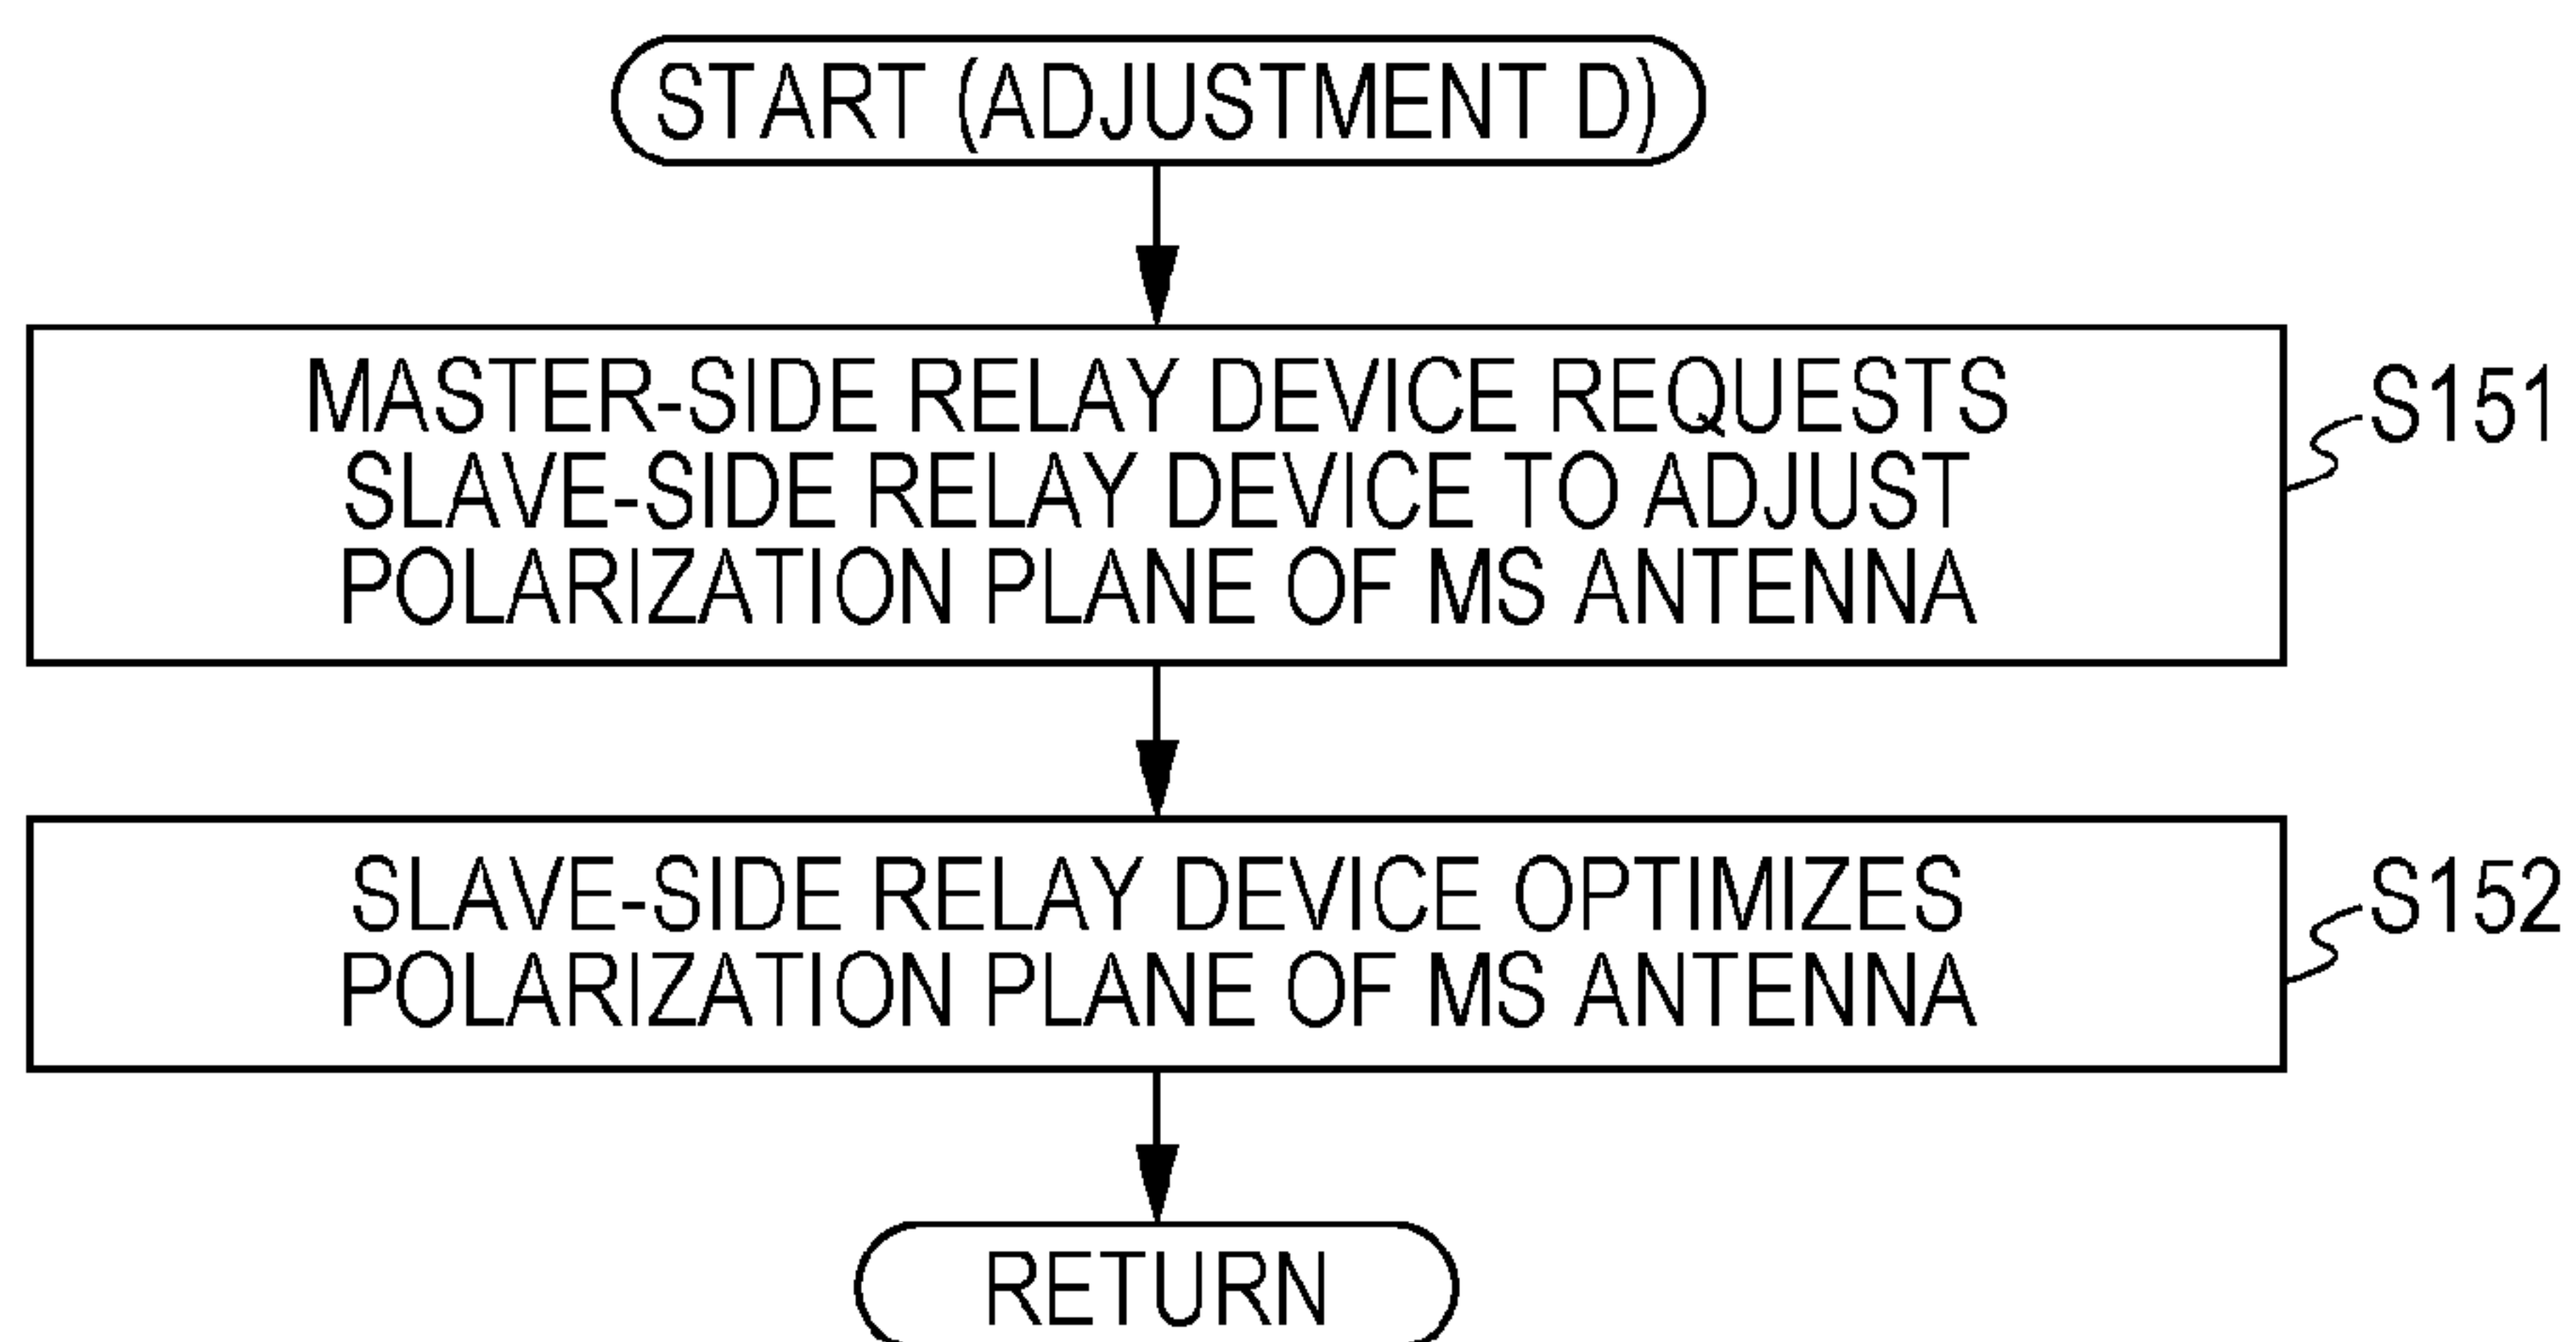 START (ADJUSTMENT D)
MASTER-SIDE RELAY DEVICE REQUESTS
SLAVE-SIDE RELAY DEVICE TO ADJUST
POLARIZATION PLANE OF MS ANTENNA
S151
SLAVE-SIDE RELAY DEVICE OPTIMIZES
POLARIZATION PLANE OF MS ANTENNA
S152
RETURN